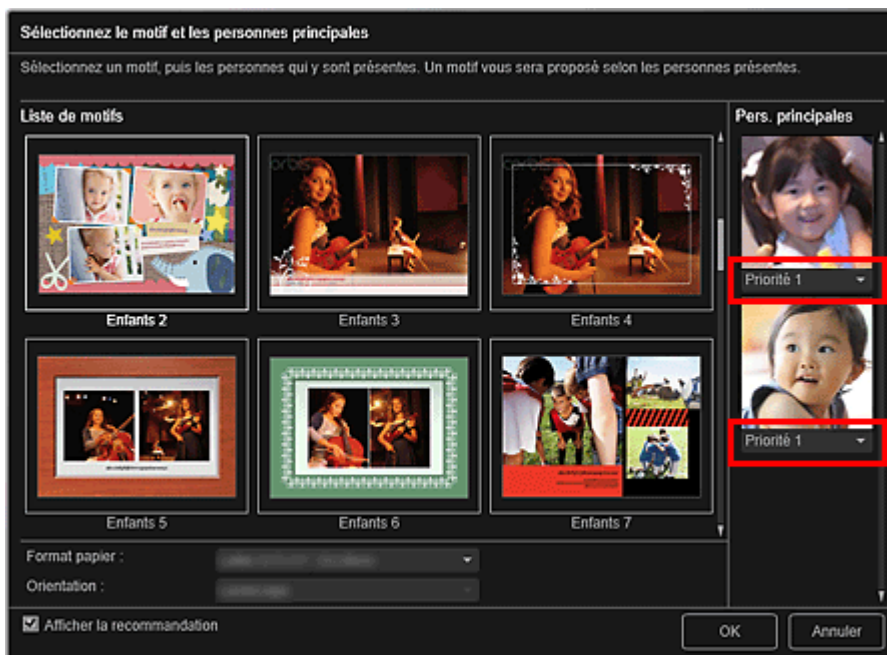 Sélectionnez le motif et les personnes principales
Sélectionnez un motif, puis les personnes qui y sont présentes. Un motif vous sera proposé selon les personnes présentes.
Liste de motifs
Pers. principales
Enfants 2
Enfants 3
Enfants 4
Priorité 1
Enfants 5
Enfants 6
Enfants 7
Priorité 1
Format papier :
Orientation :
Afficher la recommandation
OK
Annuler